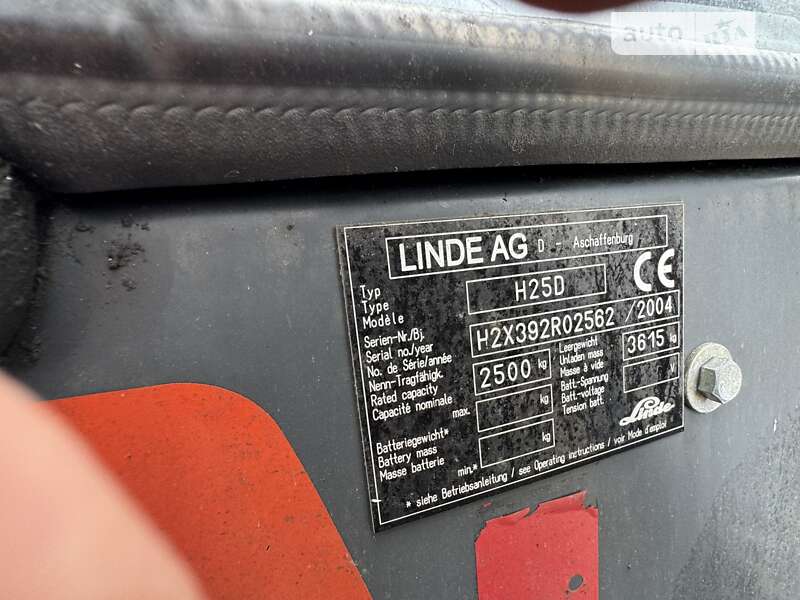 auto
LINDE AG D - Aschaffenburg
CE
Typ
Type
Modèle
H25D
Serien-Nr./Bj.
Serial no./year
No. de Série/année
H2X392R02562 / 2004
Nenn-Tragfähigk.
Rated capacity
Capacité nominale
2500 kg
Leergewicht
Unladen mass
Masse à vide
3615 kg
Batt.-Spannung
Batt.-voltage
Tension batt.
V
Batteriegewicht*
Battery mass
Masse batterie
max. kg
min.* kg
Linde
* siehe Betriebsanleitung / see Operating instructions / voir Mode d'emploi